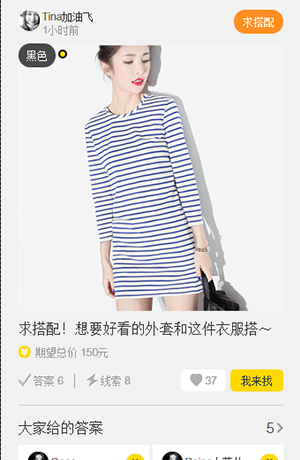 Tina加油飞
1小时前
求搭配
黑色
求搭配！想要好看的外套和这件衣服搭～
¥ 期望总价 150元
答案 6 | 线索 8
37
我来找
大家给的答案
5 >